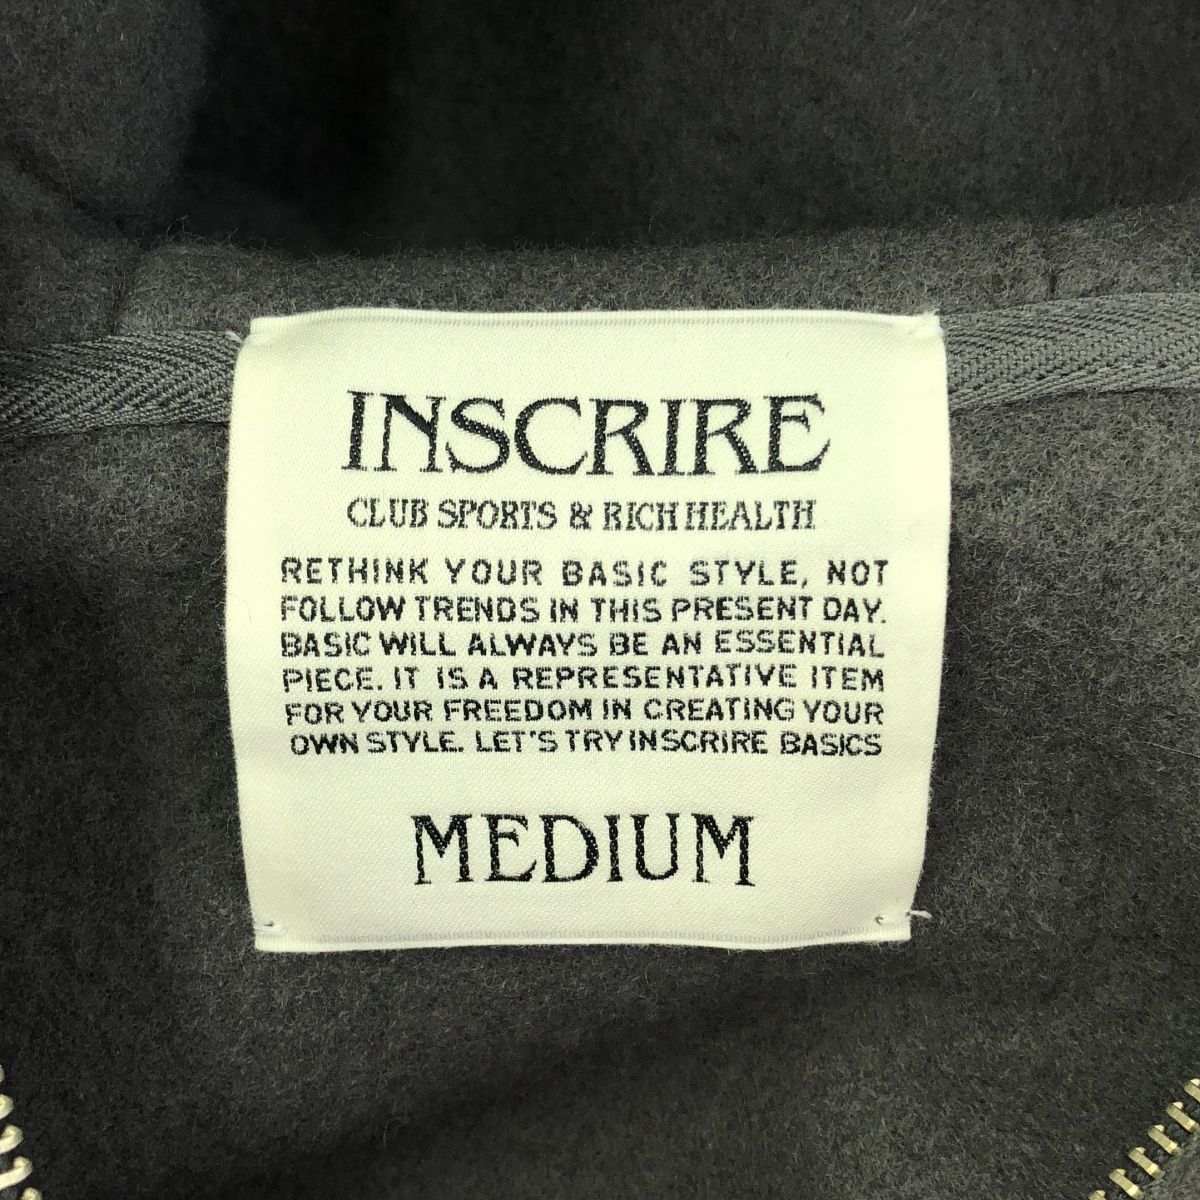 INSCRIRE
CLUB SPORTS & RICH HEALTH
RETHINK YOUR BASIC STYLE, NOT
FOLLOW TRENDS IN THIS PRESENT DAY.
BASIC WILL ALWAYS BE AN ESSENTIAL
PIECE. IT IS A REPRESENTATIVE ITEM
FOR YOUR FREEDOM IN CREATING YOUR
OWN STYLE. LET'S TRY INSCRIRE BASICS
MEDIUM